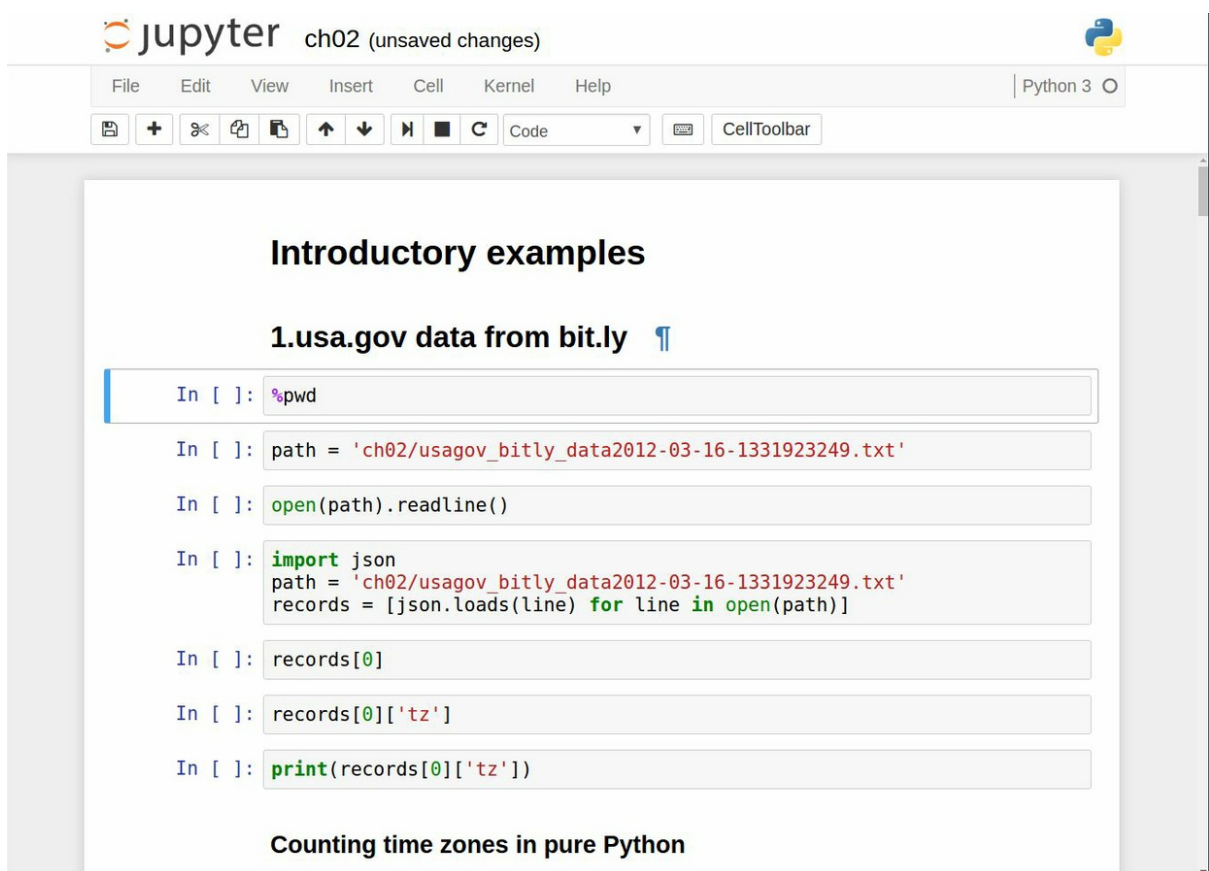 jupyter ch02 (unsaved changes)
File Edit View Insert Cell Kernel Help Python 3
Code CellToolbar
Introductory examples
1.usa.gov data from bit.ly ¶
In [ ]: %pwd
In [ ]: path = 'ch02/usagov_bitly_data2012-03-16-1331923249.txt'
In [ ]: open(path).readline()
In [ ]: import json
path = 'ch02/usagov_bitly_data2012-03-16-1331923249.txt'
records = [json.loads(line) for line in open(path)]
In [ ]: records[0]
In [ ]: records[0]['tz']
In [ ]: print(records[0]['tz'])
Counting time zones in pure Python